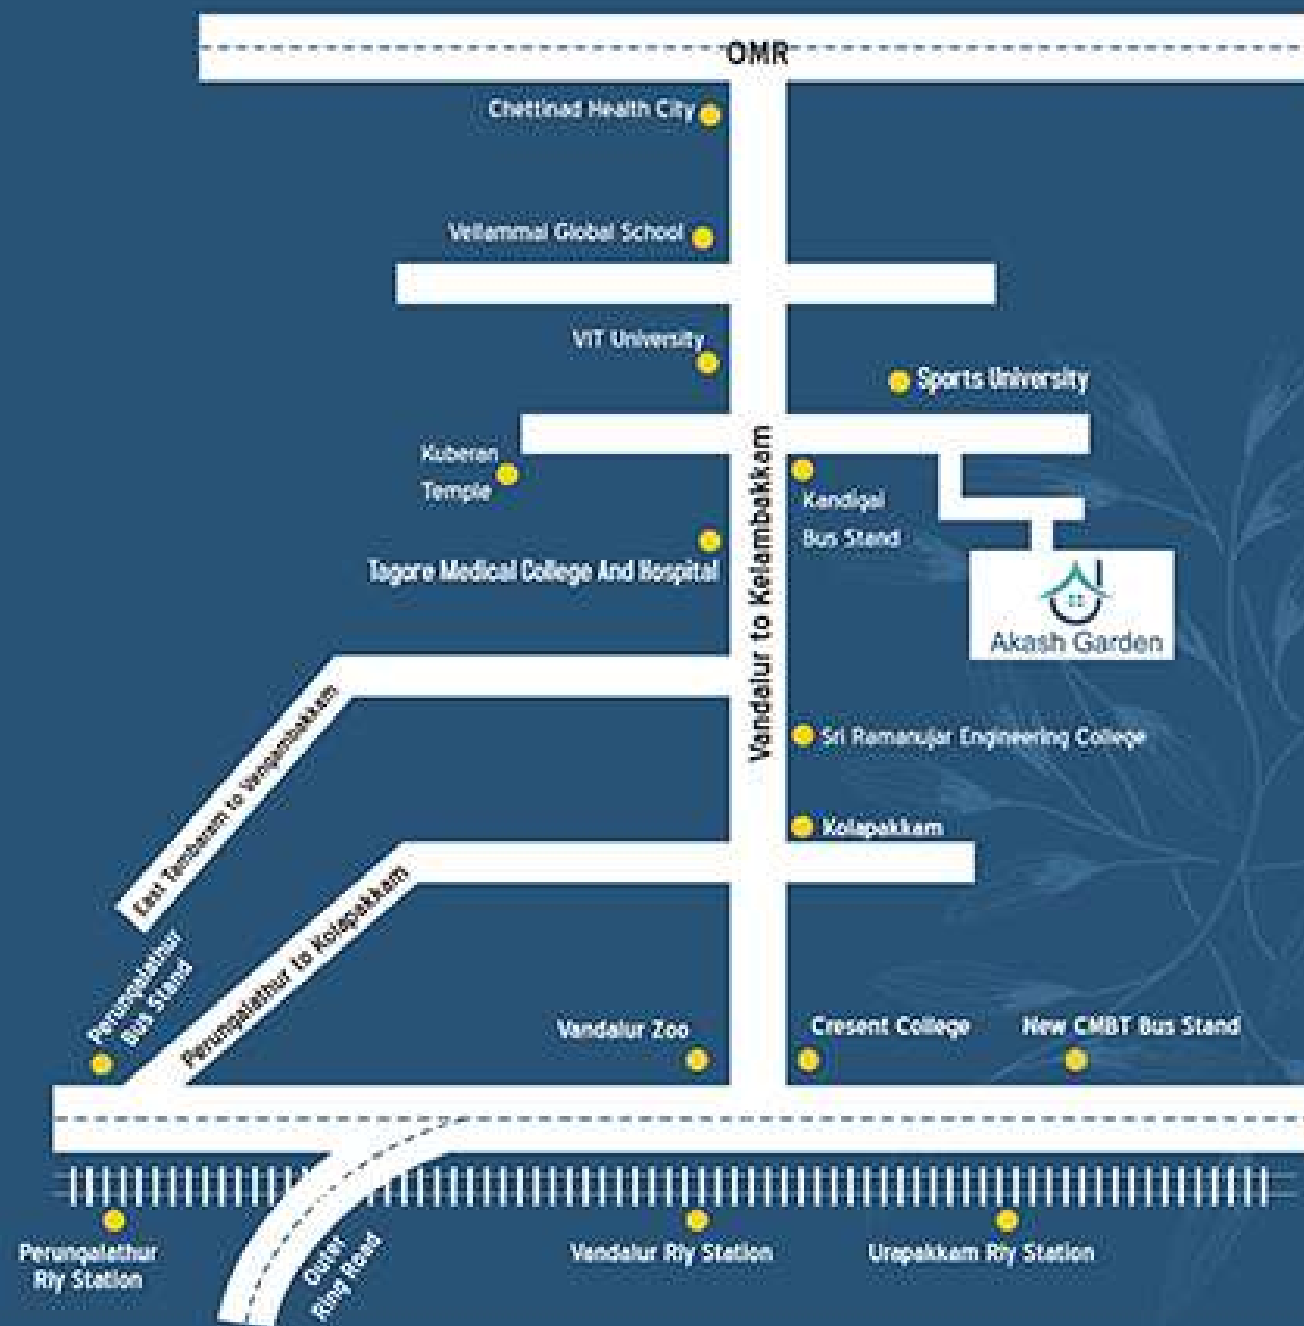 OMR
Chettinad Health City
Vellammal Global School
VIT University
Sports University
Kuberan
Temple
Kandigai
Bus Stand
Tagore Medical College And Hospital
Vandalur to Kelambakkam
Akash Garden
East Tambaram to Vengambakkam
Sri Ramanujar Engineering College
Kolapakkam
Perungalathur to Kolapakkam
Perungalathur
Bus Stand
Vandalur Zoo
Cresent College
New CMBT Bus Stand
Perungalathur
Rly Station
Outer
Ring Road
Vandalur Rly Station
Urapakkam Rly Station